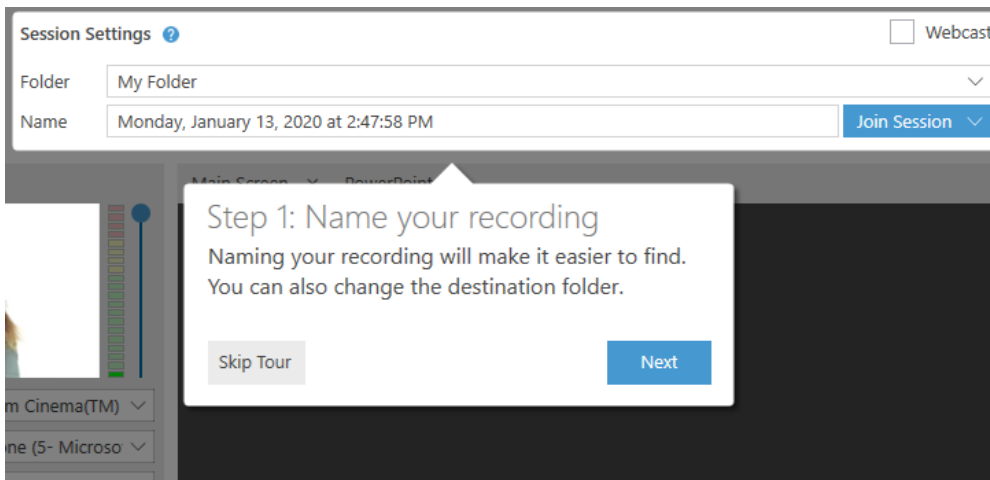 Session Settings ? Webcast
Folder My Folder
Name Monday, January 13, 2020 at 2:47:58 PM Join Session
Main Screen PowerPoint
Step 1: Name your recording
Naming your recording will make it easier to find.
You can also change the destination folder.
Skip Tour Next
m Cinema(TM)
one (5- Microso